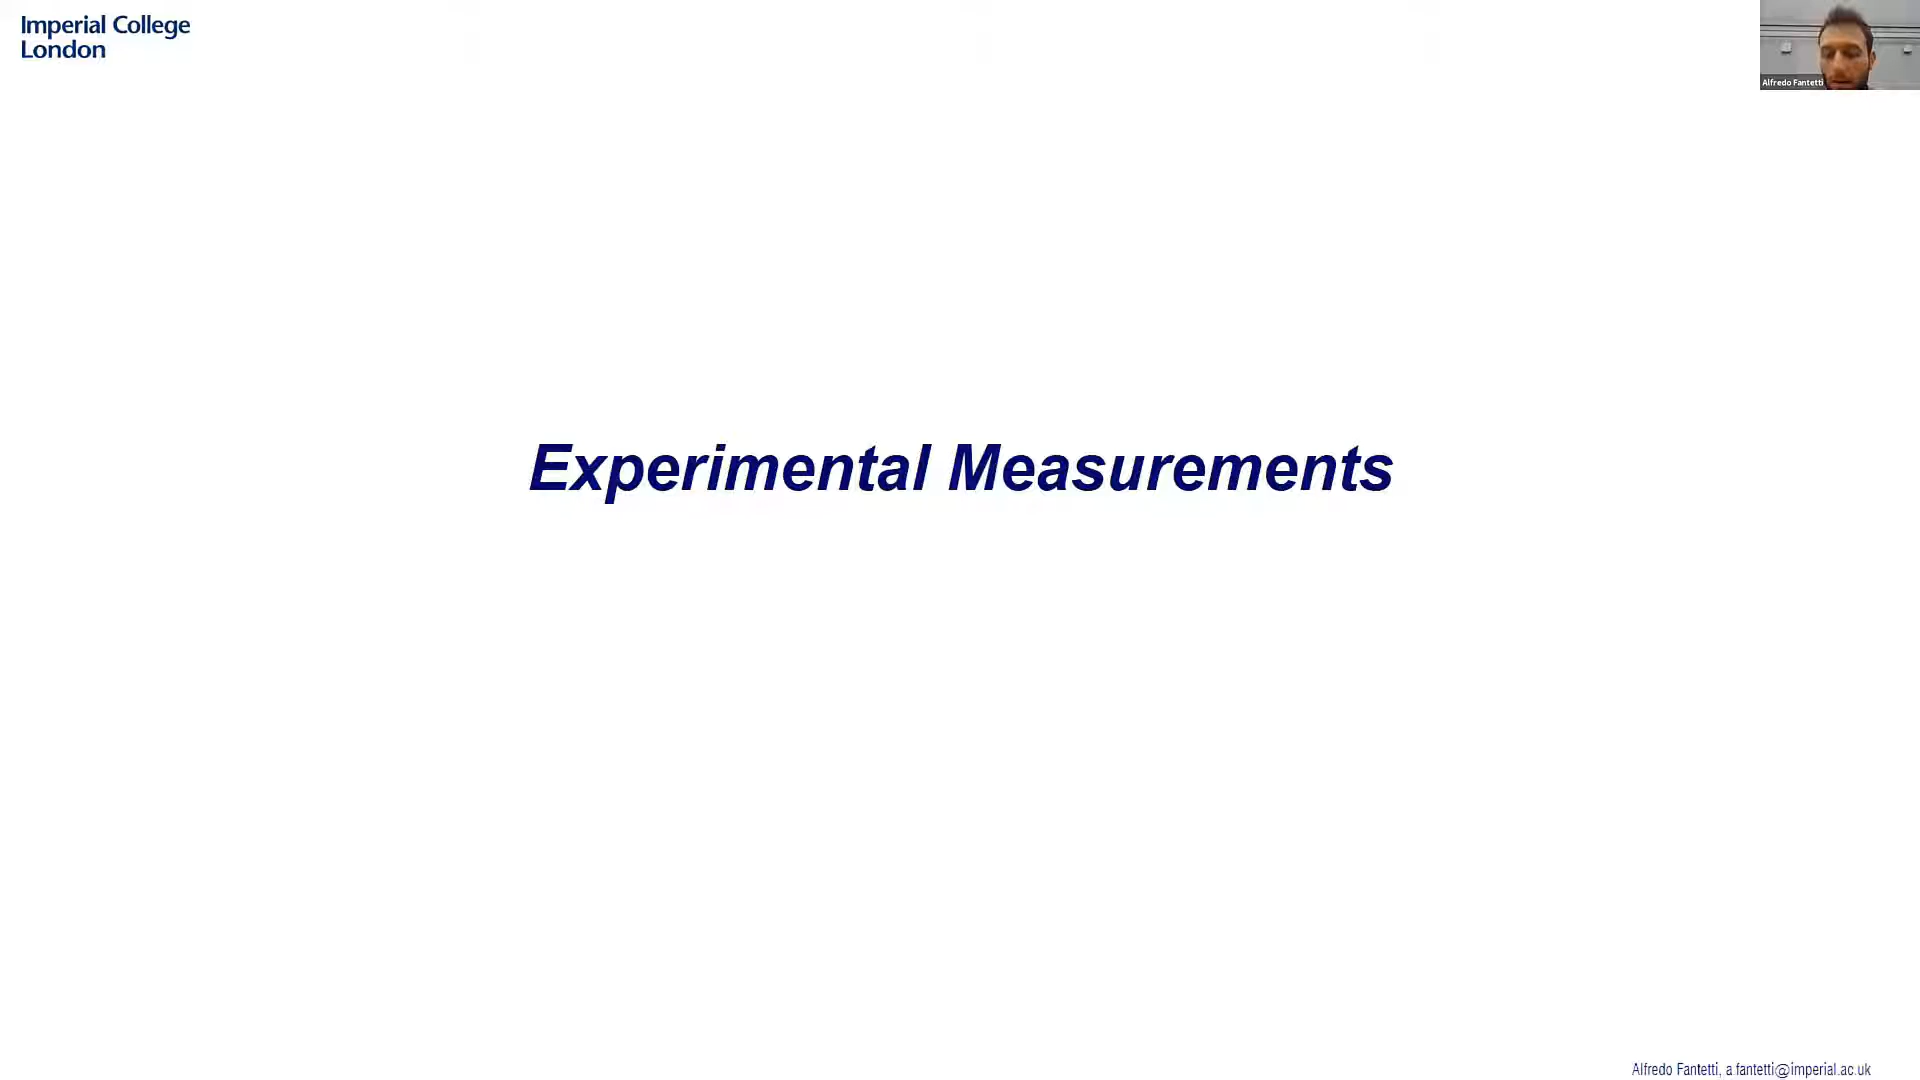 Imperial College
London
Alfredo Fantetti
Experimental Measurements
Alfredo Fantetti, a.fantetti@imperial.ac.uk